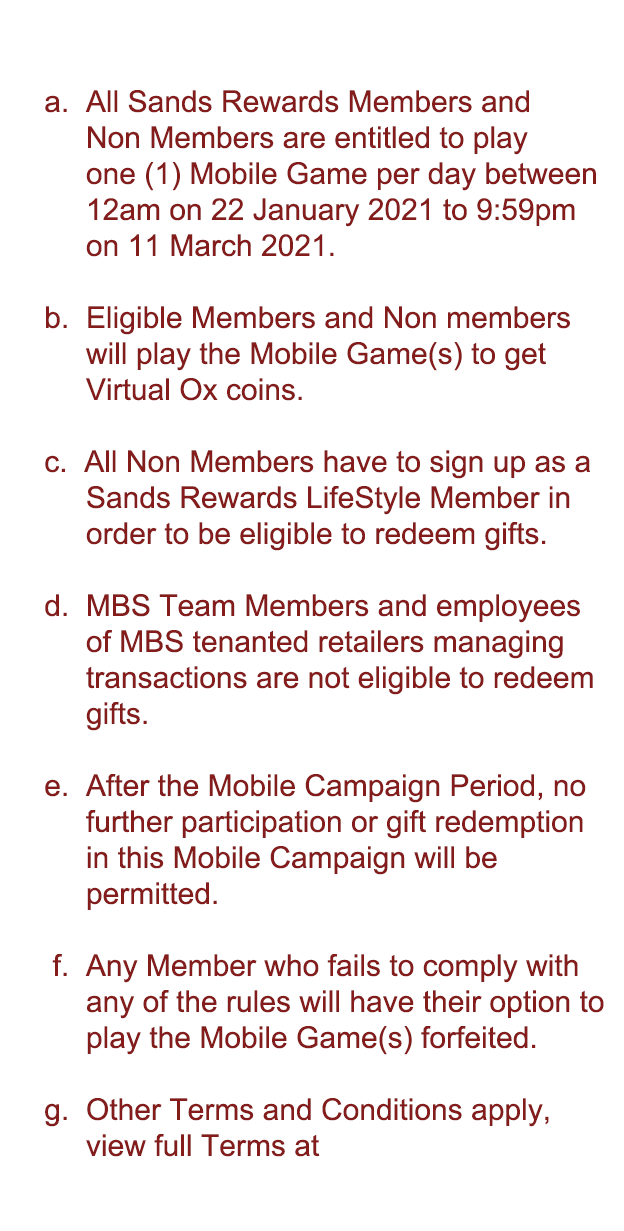 a. All Sands Rewards Members and
Non Members are entitled to play
one (1) Mobile Game per day between
12am on 22 January 2021 to 9:59pm
on 11 March 2021.
b. Eligible Members and Non members
will play the Mobile Game(s) to get
Virtual Ox coins.
c. All Non Members have to sign up as a
Sands Rewards LifeStyle Member in
order to be eligible to redeem gifts.
d. MBS Team Members and employees
of MBS tenanted retailers managing
transactions are not eligible to redeem
gifts.
e. After the Mobile Campaign Period, no
further participation or gift redemption
in this Mobile Campaign will be
permitted.
f. Any Member who fails to comply with
any of the rules will have their option to
play the Mobile Game(s) forfeited.
g. Other Terms and Conditions apply,
view full Terms at